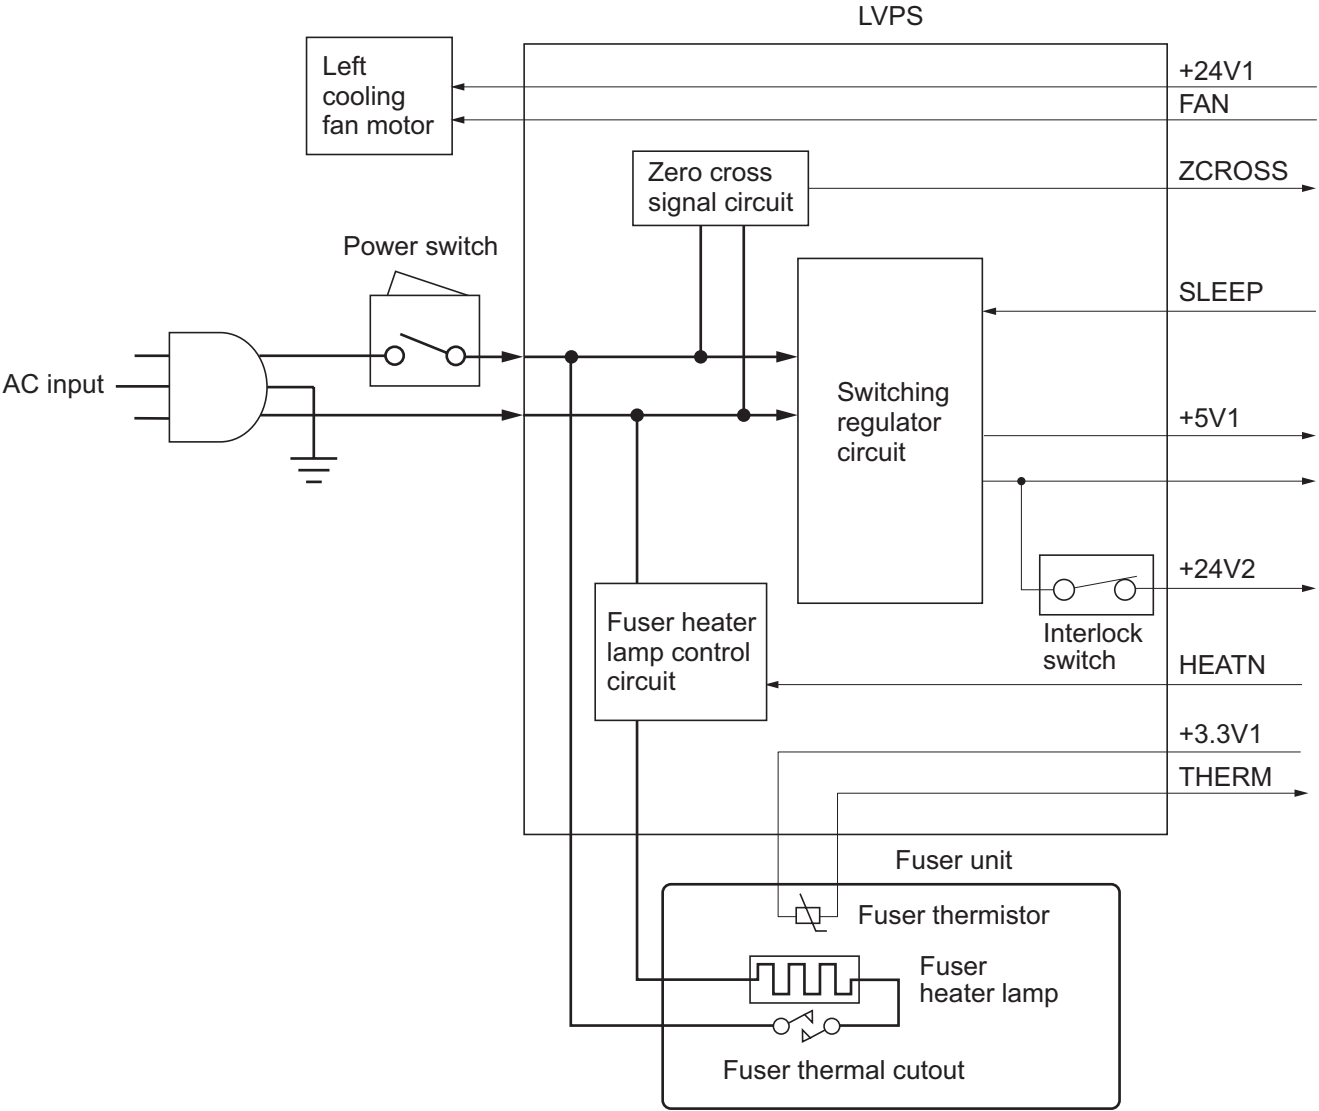 LVPS
Left
cooling
fan motor
+24V1
FAN
Zero cross
signal circuit
ZCROSS
Power switch
SLEEP
AC input
Switching
regulator
circuit
+5V1
+24V2
Interlock
switch
Fuser heater
lamp control
circuit
HEATN
+3.3V1
THERM
Fuser unit
Fuser thermistor
Fuser
heater lamp
Fuser thermal cutout